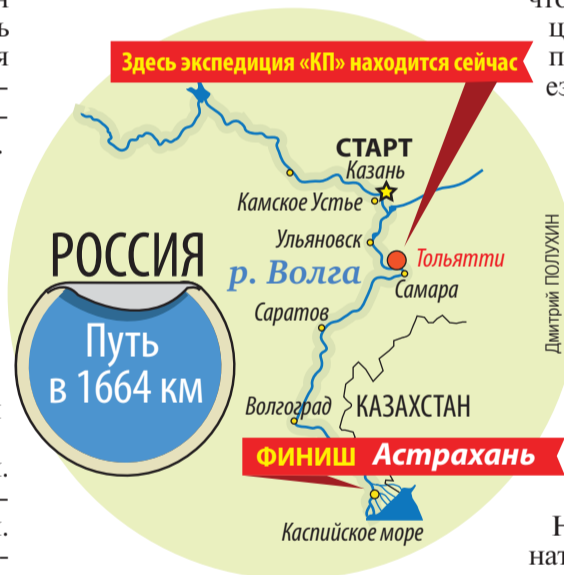 Здесь экспедиция «КП» находится сейчас
СТАРТ
Казань
Камское Устье
Ульяновск
РОССИЯ
р. Волга
Тольятти
Самара
Саратов
Путь
в 1664 км
Волгоград
КАЗАХСТАН
ФИНИШ Астрахань
Каспийское море
Дмитрий ПОЛУХИН